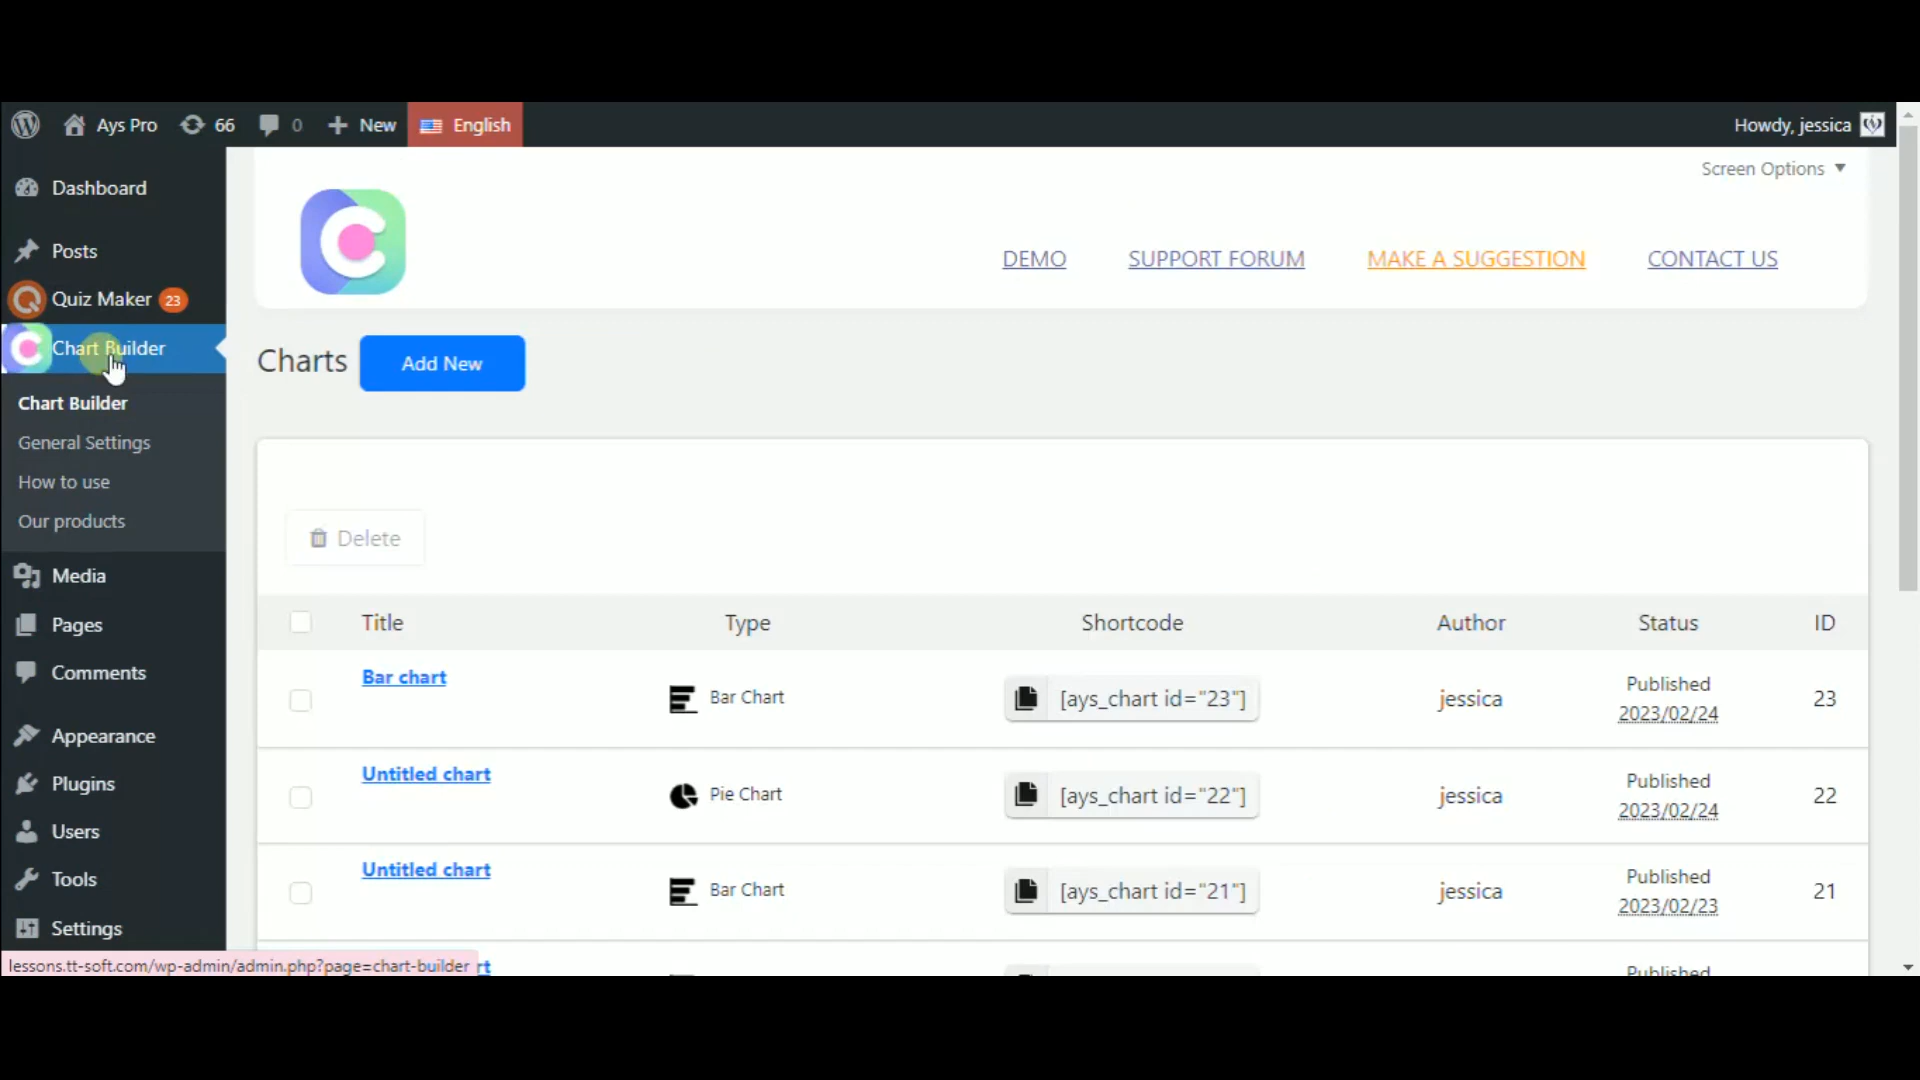 Ays Pro 66 0 New English Howdy, jessica
Screen Options
Dashboard
Posts
Quiz Maker 23
Chart Builder
Chart Builder
General Settings
How to use
Our products
Media
Pages
Comments
Appearance
Plugins
Users
Tools
Settings
lessons.tt-soft.com/wp-admin/admin.php?page=chart-builder
DEMO SUPPORT FORUM MAKE A SUGGESTION CONTACT US
Charts Add New
Delete
Title Type Shortcode Author Status ID
Bar chart Bar Chart [ays_chart id="23"] jessica Published 23
2023/02/24
Untitled chart Pie Chart [ays_chart id="22"] jessica Published 22
2023/02/24
Untitled chart Bar Chart [ays_chart id="21"] jessica Published 21
2023/02/23
Published